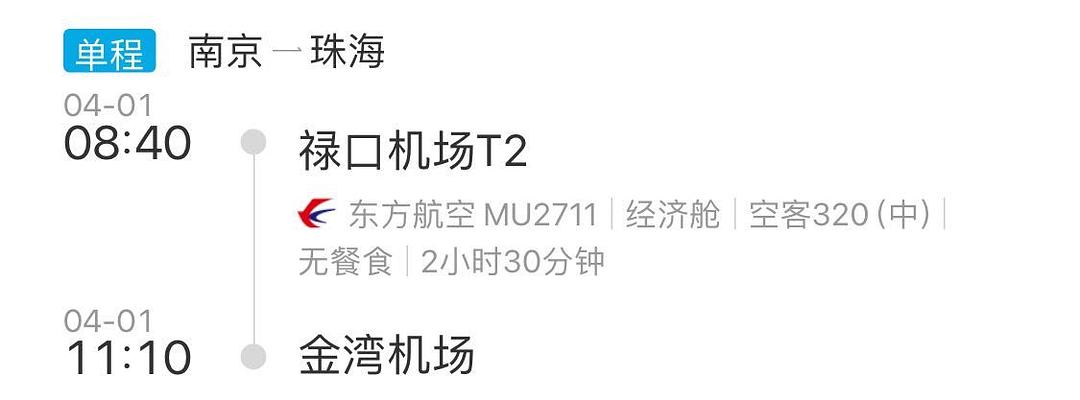 单程 南京 — 珠海
04-01
08:40 禄口机场T2
东方航空 MU2711 | 经济舱 | 空客320 (中) |
无餐食 | 2小时30分钟
04-01
11:10 金湾机场